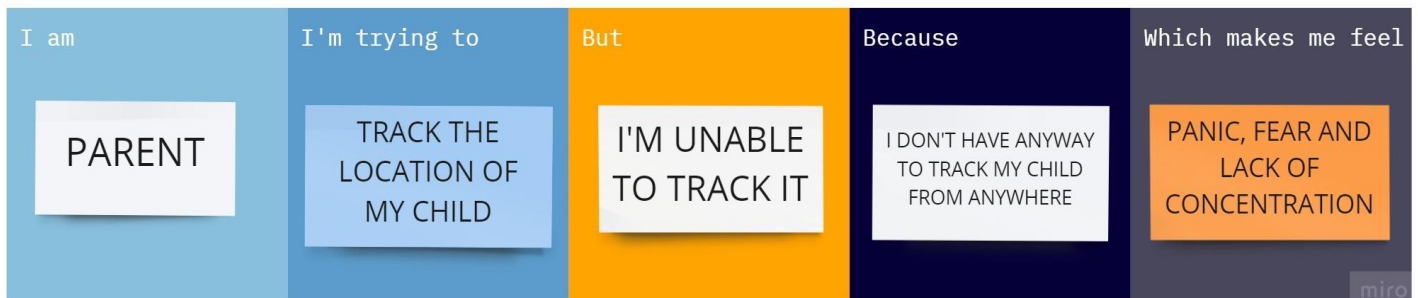 I am
PARENT
I'm trying to
TRACK THE
LOCATION OF
MY CHILD
But
I'M UNABLE
TO TRACK IT
Because
I DON'T HAVE ANYWAY
TO TRACK MY CHILD
FROM ANYWHERE
Which makes me feel
PANIC, FEAR AND
LACK OF
CONCENTRATION
miro